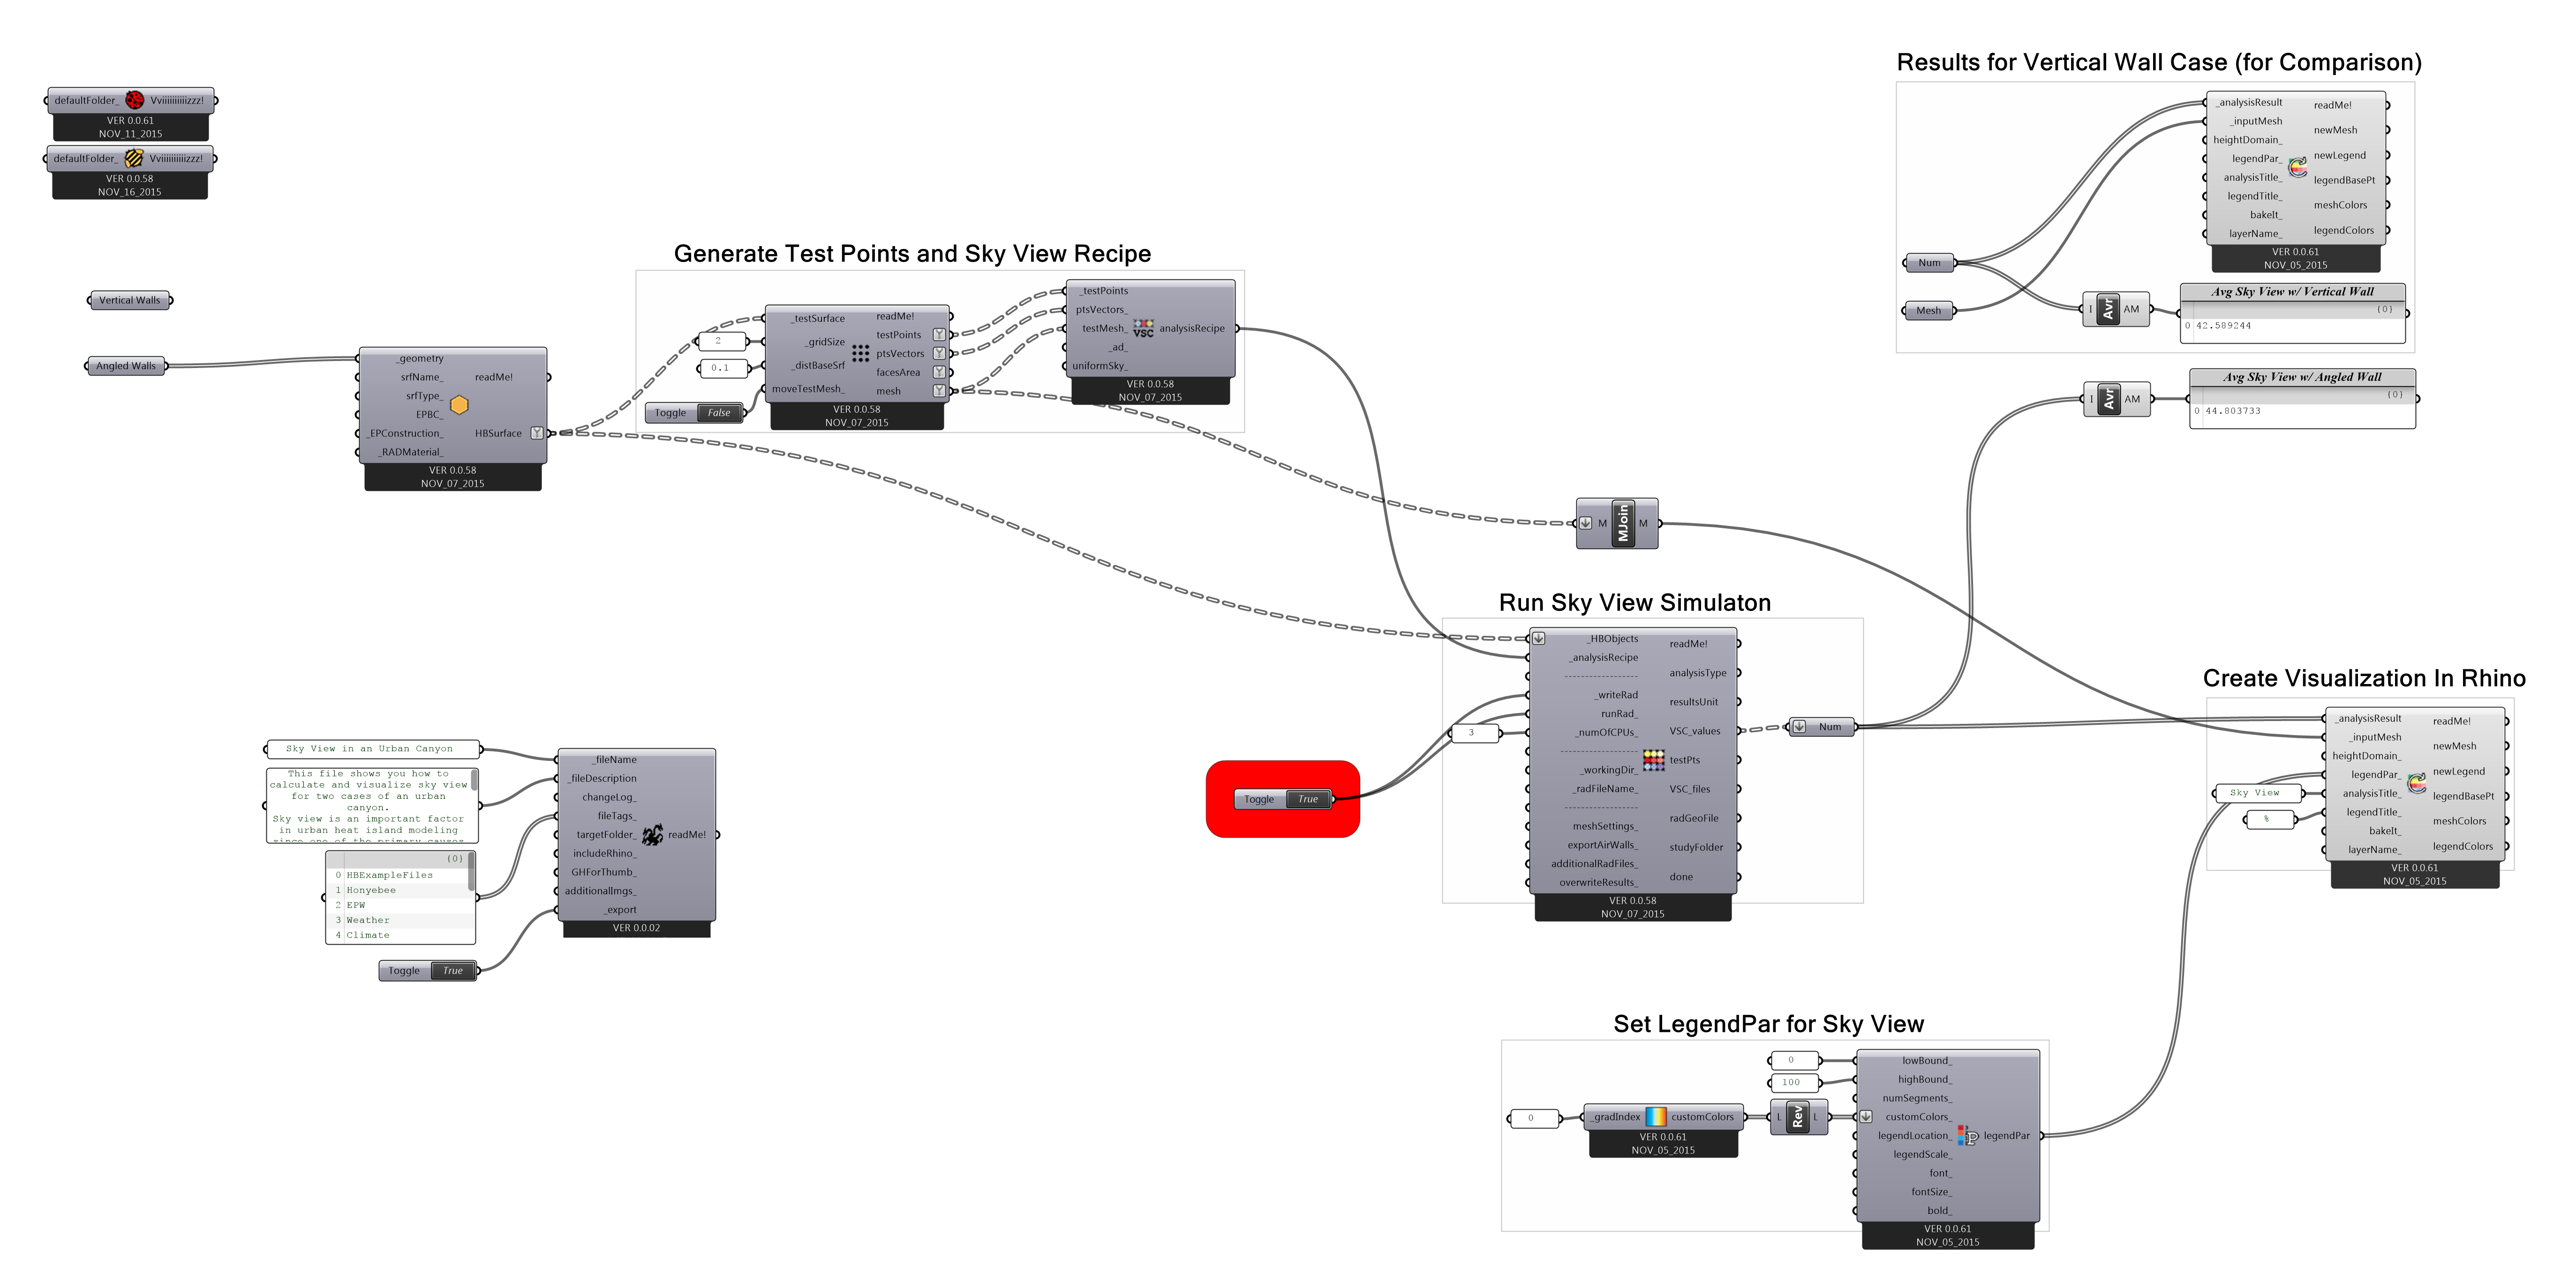 Results for Vertical Wall Case (for Comparison)
defaultFolder_ Vviiiiiiiiiizzz!
VER 0.0.61
NOV_11_2015
defaultFolder_ Vviiiiiiiiiizzz!
VER 0.0.58
NOV_16_2015
_analysisResult
_inputMesh
heightDomain_
legendPar_
analysisTitle_
legendTitle_
bakeIt_
layerName_
readMe!
newMesh
newLegend
legendBasePt
meshColors
legendColors
VER 0.0.61
NOV_05_2015
Num
Mesh
I Avr AM
Avg Sky View w/ Vertical Wall
{0}
0 42.589244
I Avr AM
Avg Sky View w/ Angled Wall
{0}
0 44.803733
Vertical Walls
Angled Walls
_geometry
srfName_
srfType_
EPBC_
_EPConstruction_
_RADMaterial_
readMe!
HBSurface
VER 0.0.58
NOV_07_2015
Generate Test Points and Sky View Recipe
2
0.1
Toggle False
_testSurface
_gridSize
_distBaseSrf
moveTestMesh_
readMe!
testPoints
ptsVectors
facesArea
mesh
VER 0.0.58
NOV_07_2015
_testPoints
ptsVectors_
testMesh_
_ad_
uniformSky_
VSC
analysisRecipe
VER 0.0.58
NOV_07_2015
M MJoin M
Run Sky View Simulaton
_HBObjects
_analysisRecipe
------------------
_writeRad
runRad_
_numOfCPUs_
------------------
_workingDir_
_radFileName_
------------------
meshSettings_
exportAirWalls_
additionalRadFiles_
overwriteResults_
readMe!
analysisType
resultsUnit
VSC_values
testPts
VSC_files
radGeoFile
studyFolder
done
VER 0.0.58
NOV_07_2015
3
Toggle True
Num
Create Visualization In Rhino
_analysisResult
_inputMesh
heightDomain_
legendPar_
analysisTitle_
legendTitle_
bakeIt_
layerName_
readMe!
newMesh
newLegend
legendBasePt
meshColors
legendColors
VER 0.0.61
NOV_05_2015
Sky View
%
Sky View in an Urban Canyon
This file shows you how to
calculate and visualize sky view
for two cases of an urban
canyon.
Sky view is an important factor
in urban heat island modeling
since one of the primary causes
{0}
0 HBExampleFiles
1 Honyebee
2 EPW
3 Weather
4 Climate
Toggle True
_fileName
_fileDescription
changeLog_
fileTags_
targetFolder_
includeRhino_
GHForThumb_
additionalImgs_
_export
readMe!
VER 0.0.02
Set LegendPar for Sky View
0
100
0
_gradIndex customColors
VER 0.0.61
NOV_05_2015
L Rev L
lowBound_
highBound_
numSegments_
customColors_
legendLocation_
legendScale_
font_
fontSize_
bold_
P
legendPar
VER 0.0.61
NOV_05_2015